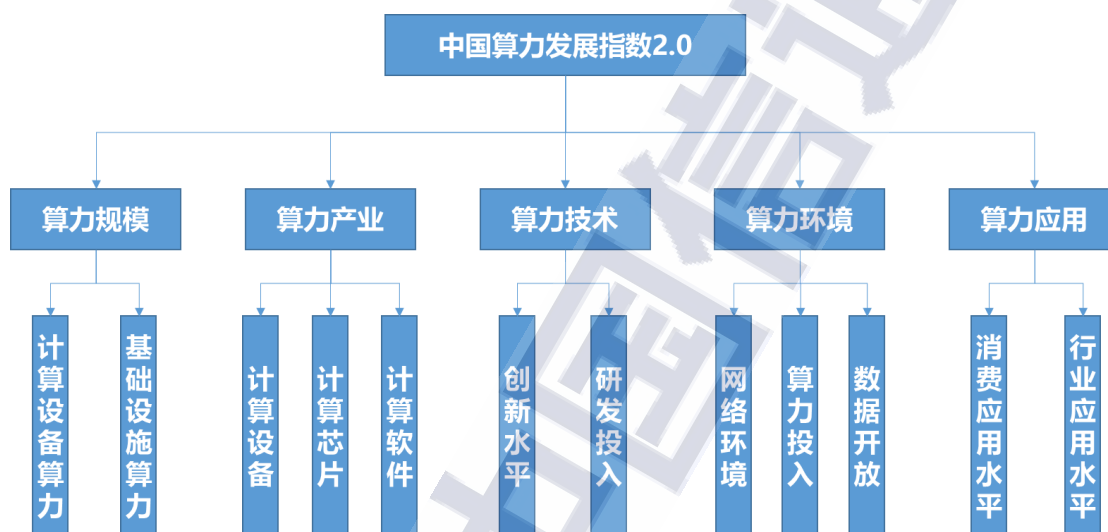 中国算力发展指数2.0
算力规模
算力产业
算力技术
算力环境
算力应用
计算设备算力
基础设施算力
计算设备
计算芯片
计算软件
创新水平
研发投入
网络环境
算力投入
数据开放
消费应用水平
行业应用水平
中国信通